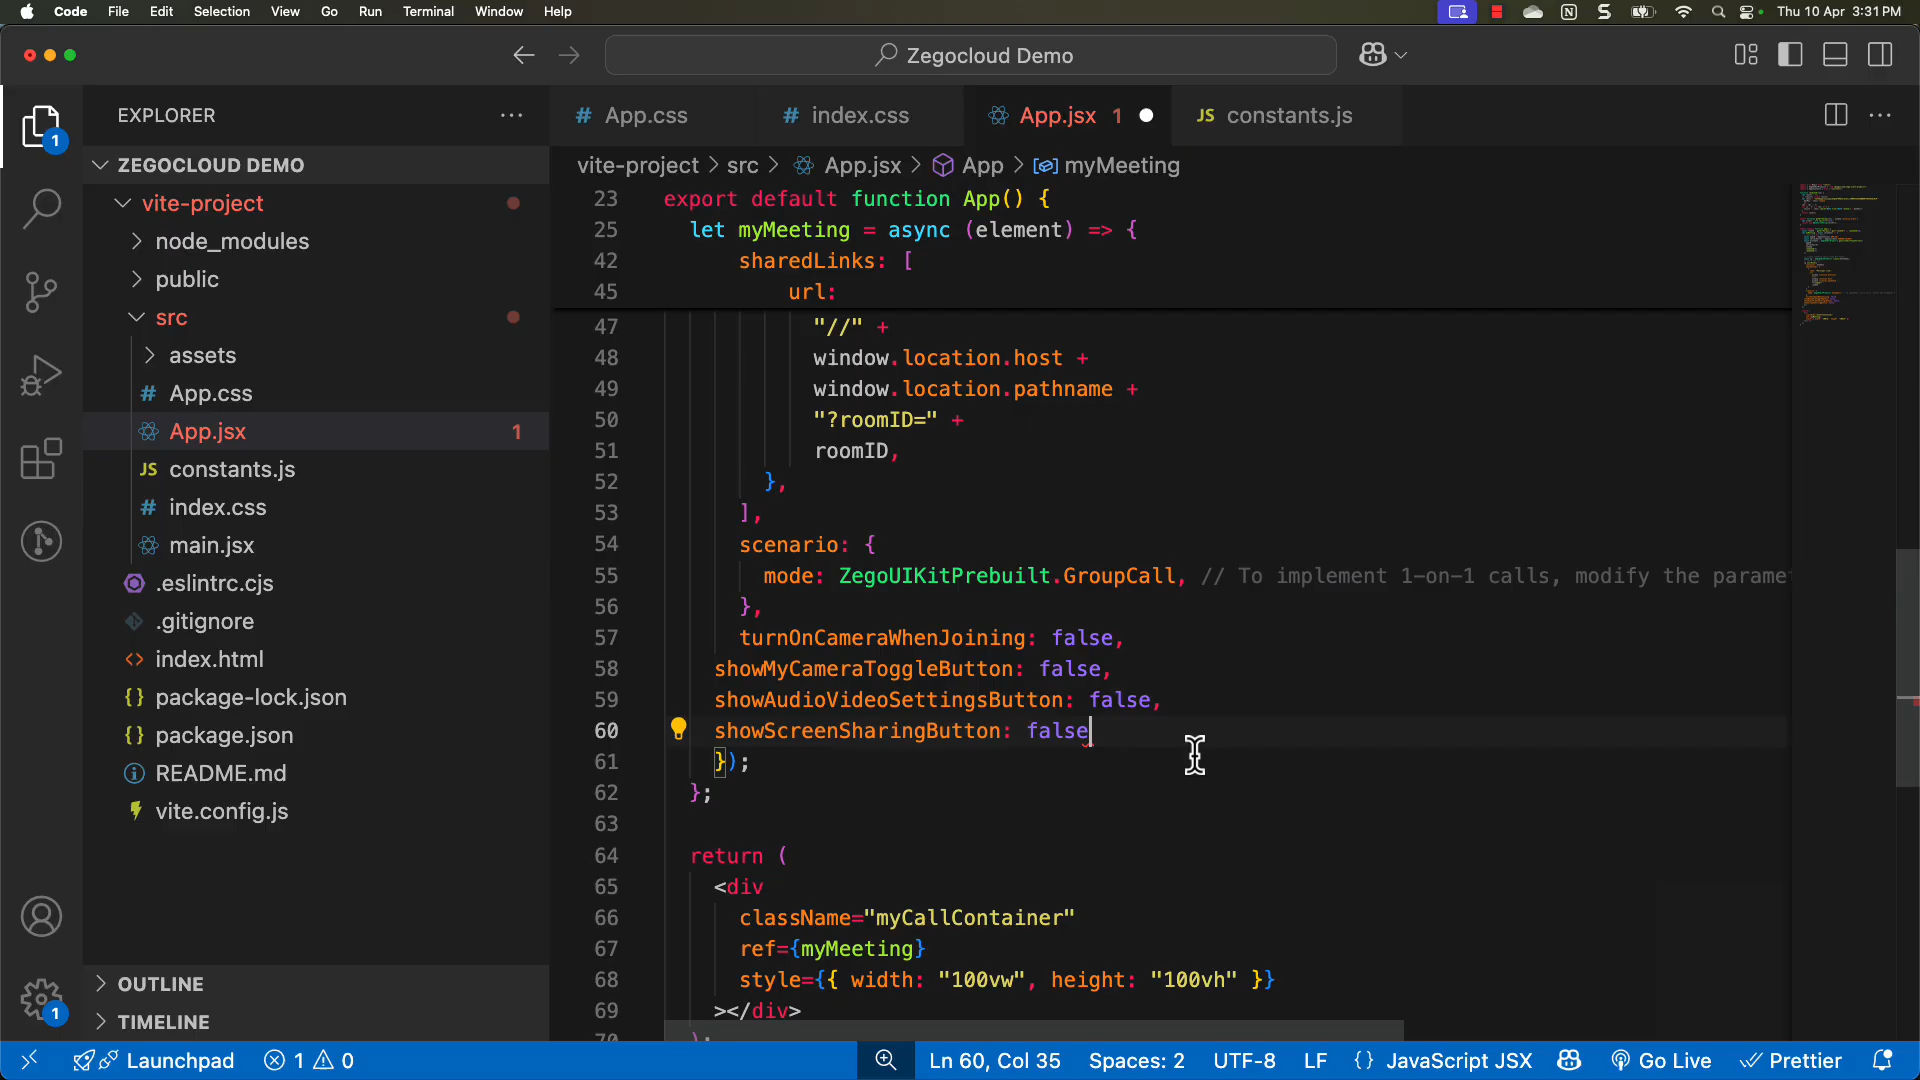 Code File Edit Selection View Go Run Terminal Window Help Thu 10 Apr 3:31 PM
Zegocloud Demo
EXPLORER
# App.css # index.css App.jsx 1 JS constants.js
1
ZEGOCLOUD DEMO
vite-project > src > App.jsx > App > myMeeting
vite-project
node_modules
public
src
assets
# App.css
App.jsx 1
JS constants.js
# index.css
main.jsx
.eslintrc.cjs
.gitignore
<> index.html
{} package-lock.json
{} package.json
README.md
vite.config.js
OUTLINE
1
TIMELINE
23 export default function App() {
25 let myMeeting = async (element) => {
42 sharedLinks: [
45 url:
47 "//" +
48 window.location.host +
49 window.location.pathname +
50 "?roomID=" +
51 roomID,
52 },
53 ],
54 scenario: {
55 mode: ZegoUIKitPrebuilt.GroupCall, // To implement 1-on-1 calls, modify the parame
56 },
57 turnOnCameraWhenJoining: false,
58 showMyCameraToggleButton: false,
59 showAudioVideoSettingsButton: false,
60 showScreenSharingButton: false
61 });
62 };
63
64 return (
65 <div
66 className="myCallContainer"
67 ref={myMeeting}
68 style={{ width: "100vw", height: "100vh" }}
69 ></div>
70 );
Launchpad 1 0 Ln 60, Col 35 Spaces: 2 UTF-8 LF {} JavaScript JSX Go Live Prettier